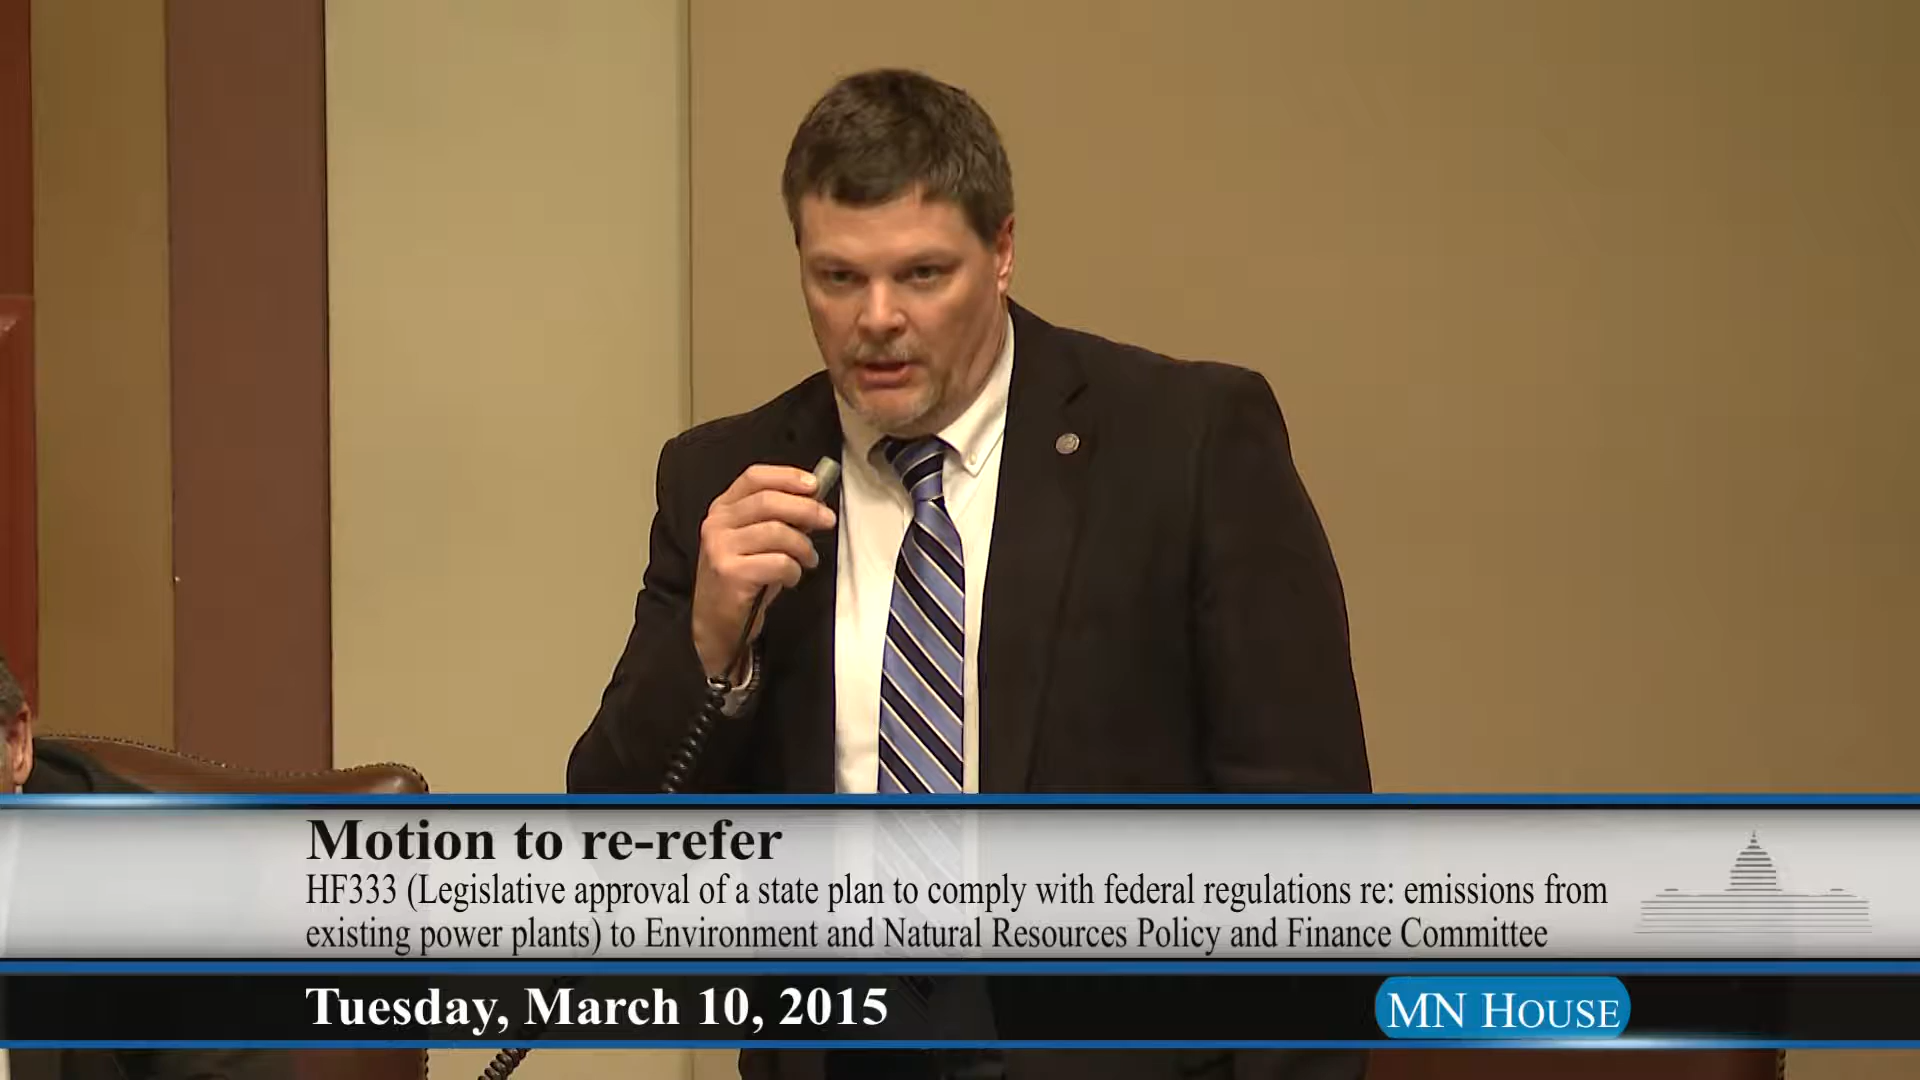 Motion to re-refer
HF333 (Legislative approval of a state plan to comply with federal regulations re: emissions from
existing power plants) to Environment and Natural Resources Policy and Finance Committee
Tuesday, March 10, 2015
MN HOUSE